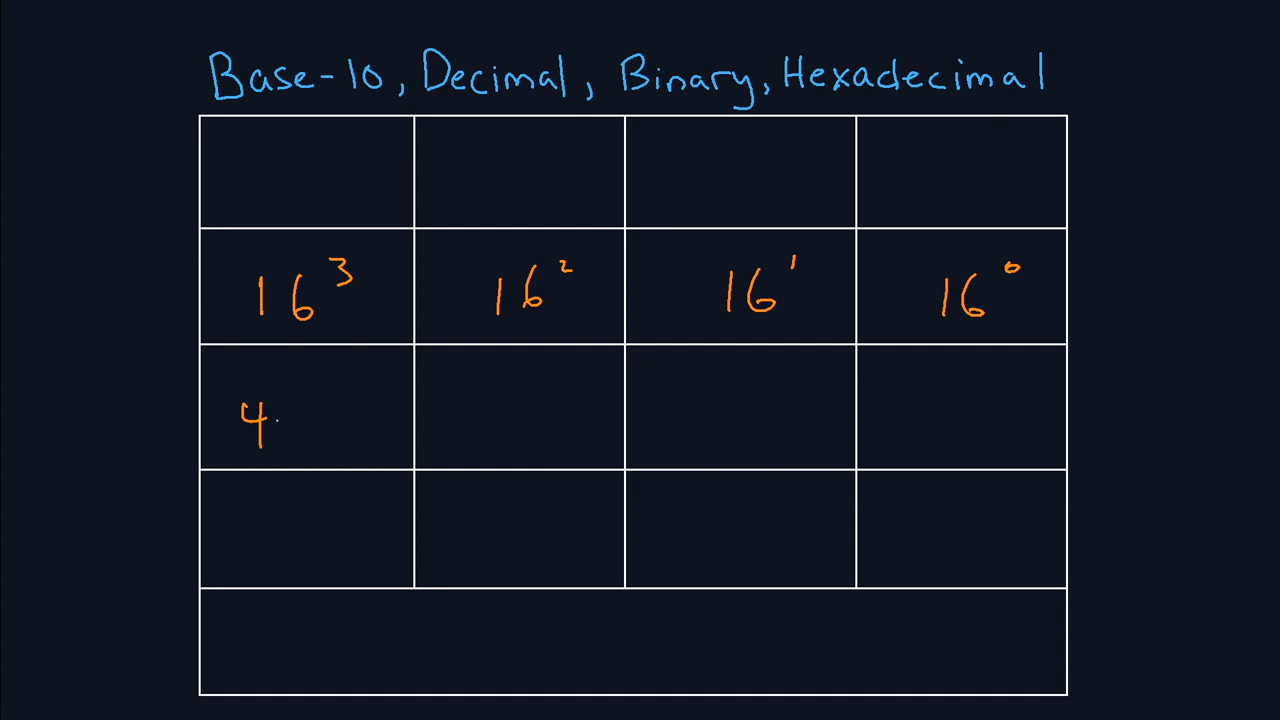 Base-10, Decimal, Binary, Hexadecimal
16³ 16² 16¹ 16⁰
4